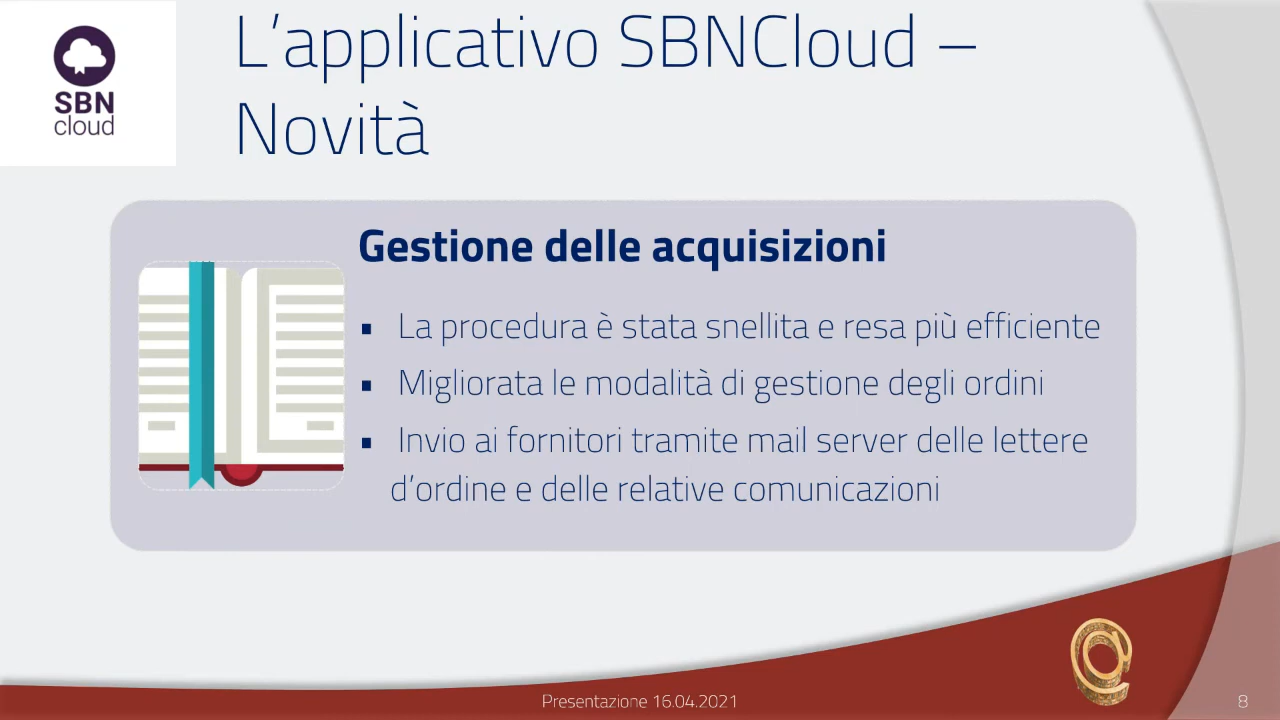 SBN
cloud
L’applicativo SBNCloud –
Novità
Gestione delle acquisizioni
▪ La procedura è stata snellita e resa più efficiente
▪ Migliorata le modalità di gestione degli ordini
▪ Invio ai fornitori tramite mail server delle lettere
d’ordine e delle relative comunicazioni
Presentazione 16.04.2021
8